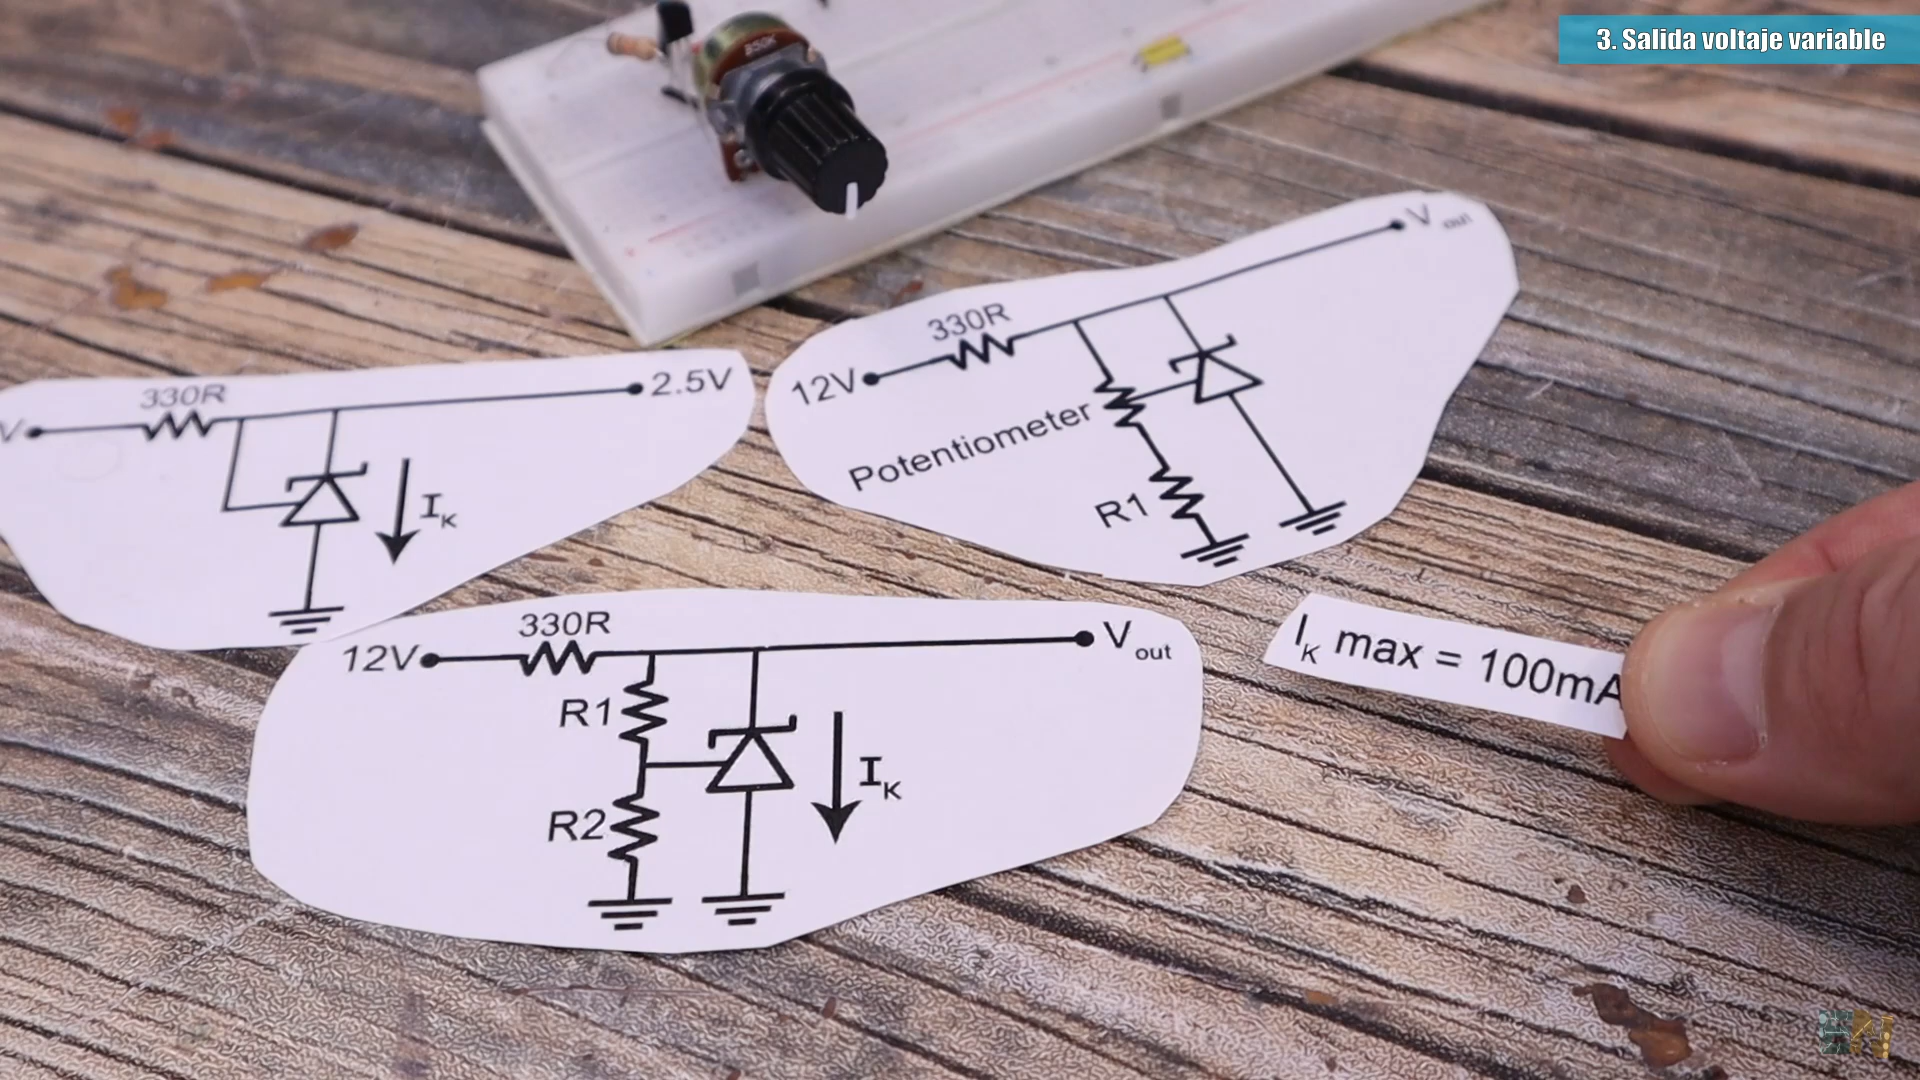 3. Salida voltaje variable
250K
330R
V
2.5V
I K
330R
12V
V out
Potentiometer
R1
330R
12V
V out
R1
I K
R2
I K max = 100mA